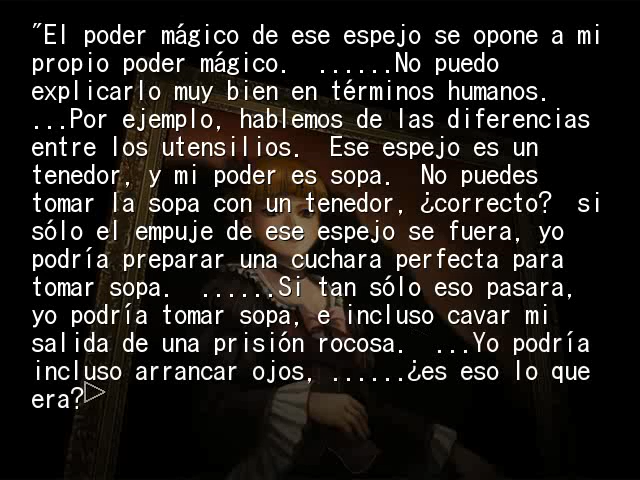 "El poder mágico de ese espejo se opone a mi
propio poder mágico. ......No puedo
explicarlo muy bien en términos humanos.
...Por ejemplo, hablemos de las diferencias
entre los utensilios. Ese espejo es un
tenedor, y mi poder es sopa. No puedes
tomar la sopa con un tenedor, ¿correcto? si
sólo el empuje de ese espejo se fuera, yo
podría preparar una cuchara perfecta para
tomar sopa. ......Si tan sólo eso pasara,
yo podría tomar sopa, e incluso cavar mi
salida de una prisión rocosa. ...Yo podría
incluso arrancar ojos, ......¿es eso lo que
era?